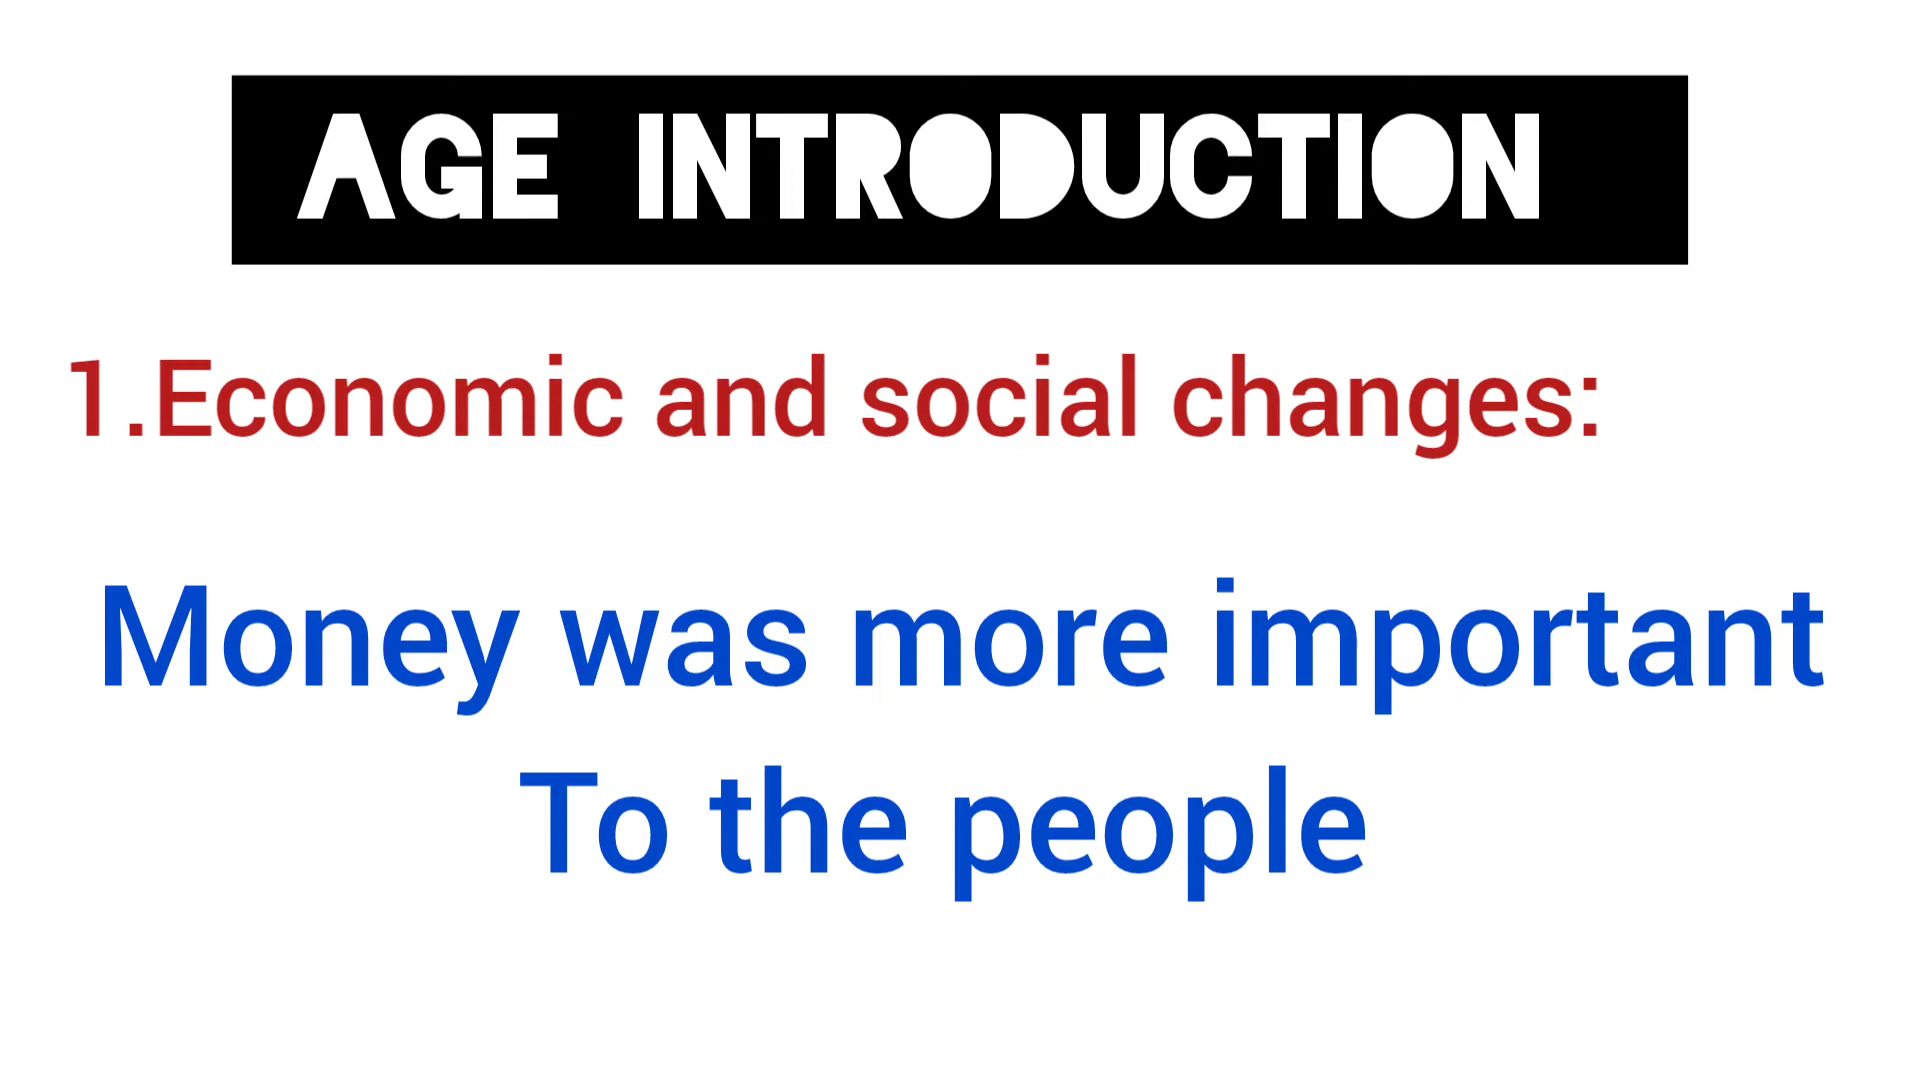 AGE INTRODUCTION
1.Economic and social changes:
Money was more important
To the people